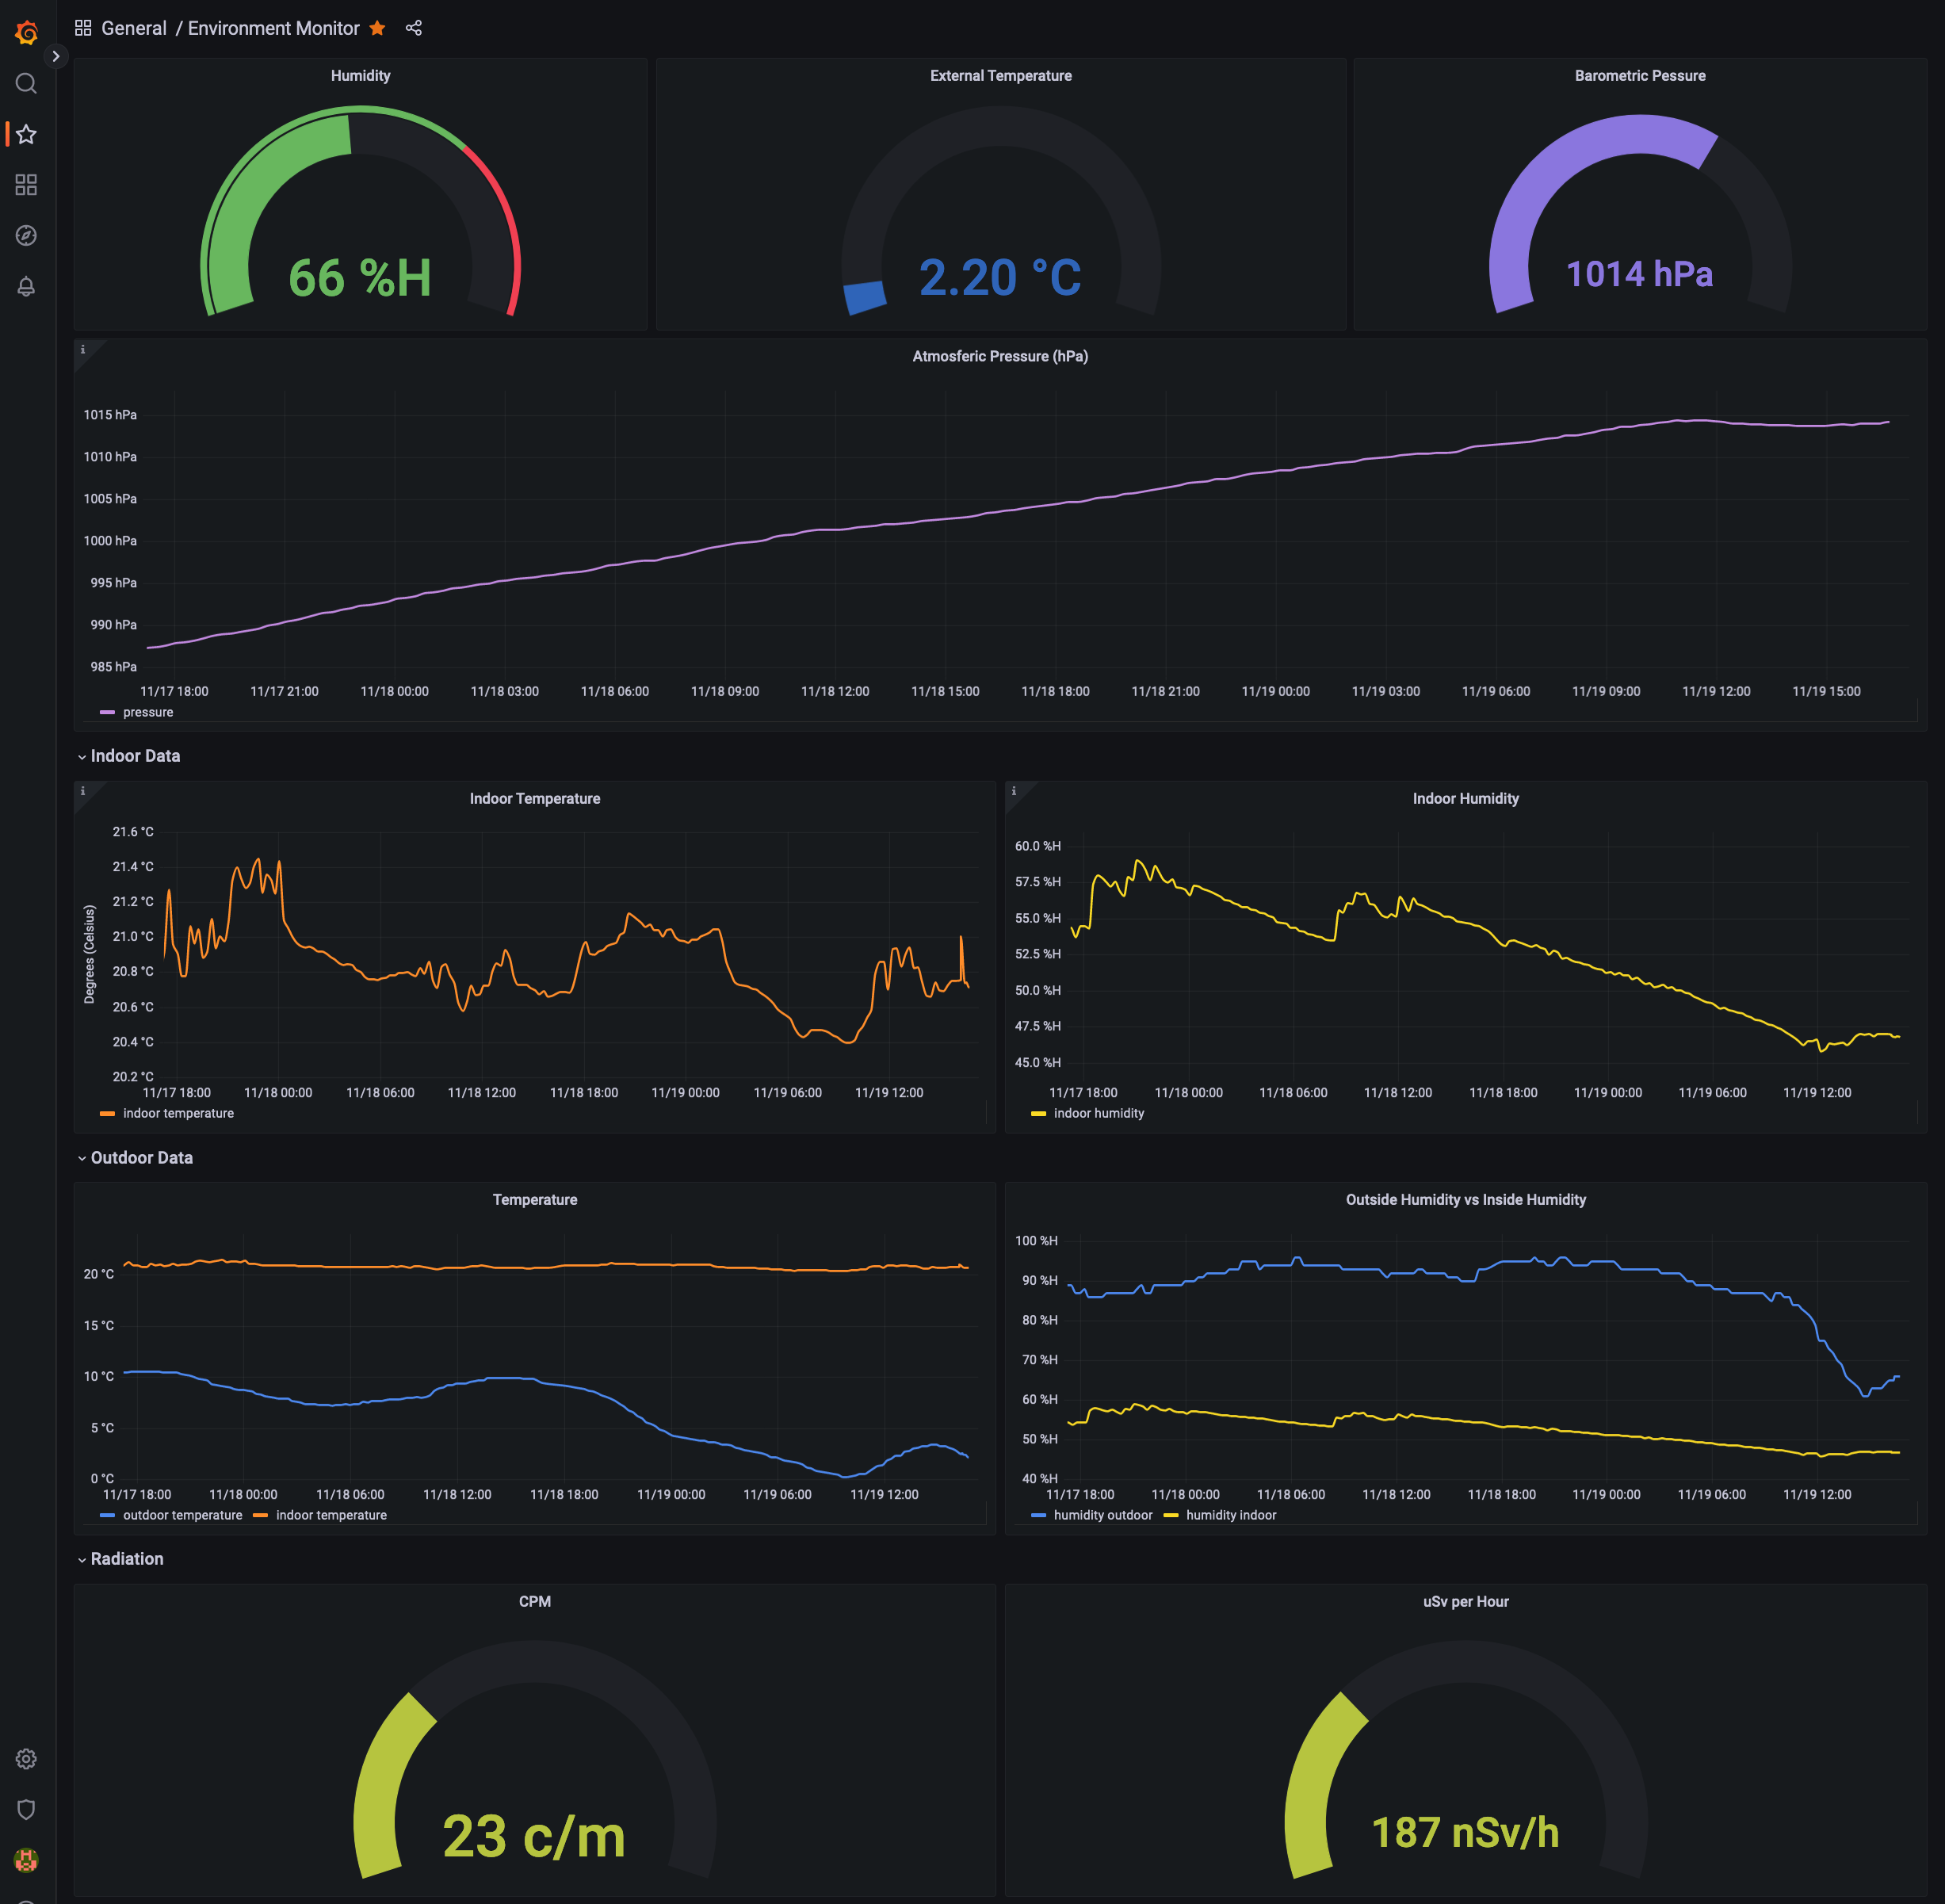 General / Environment Monitor
Humidity
66 %H
External Temperature
2.20 °C
Barometric Pessure
1014 hPa
i
Atmosferic Pressure (hPa)
1015 hPa
1010 hPa
1005 hPa
1000 hPa
995 hPa
990 hPa
985 hPa
11/17 18:00 11/17 21:00 11/18 00:00 11/18 03:00 11/18 06:00 11/18 09:00 11/18 12:00 11/18 15:00 11/18 18:00 11/18 21:00 11/19 00:00 11/19 03:00 11/19 06:00 11/19 09:00 11/19 12:00 11/19 15:00
pressure
Indoor Data
i
Indoor Temperature
Degrees (Celsius)
21.6 °C
21.4 °C
21.2 °C
21.0 °C
20.8 °C
20.6 °C
20.4 °C
20.2 °C
11/17 18:00 11/18 00:00 11/18 06:00 11/18 12:00 11/18 18:00 11/19 00:00 11/19 06:00 11/19 12:00
indoor temperature
i
Indoor Humidity
60.0 %H
57.5 %H
55.0 %H
52.5 %H
50.0 %H
47.5 %H
45.0 %H
11/17 18:00 11/18 00:00 11/18 06:00 11/18 12:00 11/18 18:00 11/19 00:00 11/19 06:00 11/19 12:00
indoor humidity
Outdoor Data
Temperature
20 °C
15 °C
10 °C
5 °C
0 °C
11/17 18:00 11/18 00:00 11/18 06:00 11/18 12:00 11/18 18:00 11/19 00:00 11/19 06:00 11/19 12:00
outdoor temperature indoor temperature
Outside Humidity vs Inside Humidity
100 %H
90 %H
80 %H
70 %H
60 %H
50 %H
40 %H
11/17 18:00 11/18 00:00 11/18 06:00 11/18 12:00 11/18 18:00 11/19 00:00 11/19 06:00 11/19 12:00
humidity outdoor humidity indoor
Radiation
CPM
23 c/m
uSv per Hour
187 nSv/h